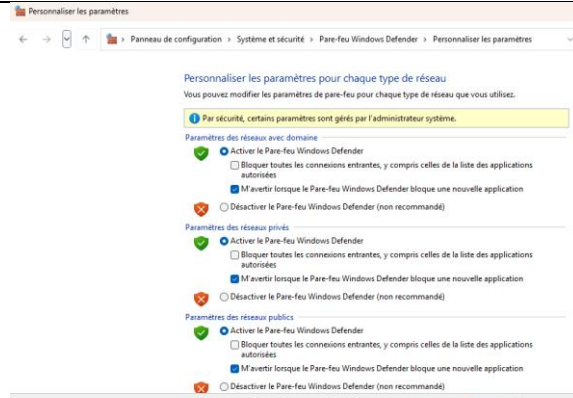 Personnaliser les paramètres
Panneau de configuration > Système et sécurité > Pare-feu Windows Defender > Personnaliser les paramètres
Personnaliser les paramètres pour chaque type de réseau
Vous pouvez modifier les paramètres de pare-feu pour chaque type de réseau que vous utilisez.
Par sécurité, certains paramètres sont gérés par l'administrateur système.
Paramètres des réseaux avec domaine
Activer le Pare-feu Windows Defender
Bloquer toutes les connexions entrantes, y compris celles de la liste des applications
autorisées
M'avertir lorsque le Pare-feu Windows Defender bloque une nouvelle application
Désactiver le Pare-feu Windows Defender (non recommandé)
Paramètres des réseaux privés
Activer le Pare-feu Windows Defender
Bloquer toutes les connexions entrantes, y compris celles de la liste des applications
autorisées
M'avertir lorsque le Pare-feu Windows Defender bloque une nouvelle application
Désactiver le Pare-feu Windows Defender (non recommandé)
Paramètres des réseaux publics
Activer le Pare-feu Windows Defender
Bloquer toutes les connexions entrantes, y compris celles de la liste des applications
autorisées
M'avertir lorsque le Pare-feu Windows Defender bloque une nouvelle application
Désactiver le Pare-feu Windows Defender (non recommandé)